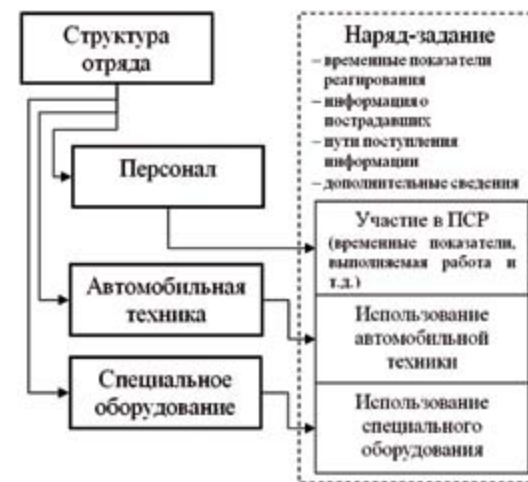 Структура
отряда
Персонал
Автомобильная
техника
Специальное
оборудование
Наряд-задание
– временные показатели
реагирования
– информация о
пострадавших
– пути поступления
информации
– дополнительные сведения
Участие в ПСР
(временные показатели,
выполняемая работа и
т.д.)
Использование
автомобильной
техники
Использование
специального
оборудования